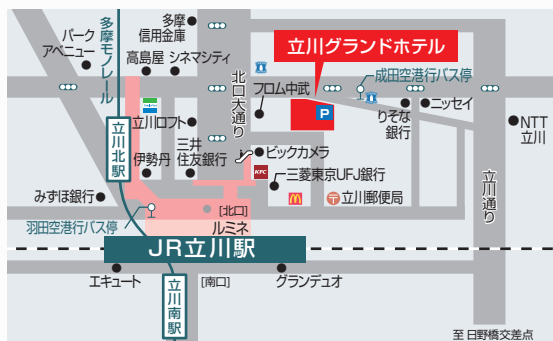 多摩モノレール
パーク
アベニュー
多摩
信用金庫
高島屋
シネマシティ
北口大通り
立川グランドホテル
フロム中武
成田空港行バス停
P
りそな
銀行
ニッセイ
NTT
立川
立川北駅
立川ロフト
伊勢丹
三井
住友銀行
ビックカメラ
KFC
三菱東京UFJ銀行
立川通り
みずほ銀行
M
〒
立川郵便局
羽田空港行バス停
[北口]
ルミネ
JR立川駅
エキュート
立川南駅
[南口]
グランデュオ
至 日野橋交差点